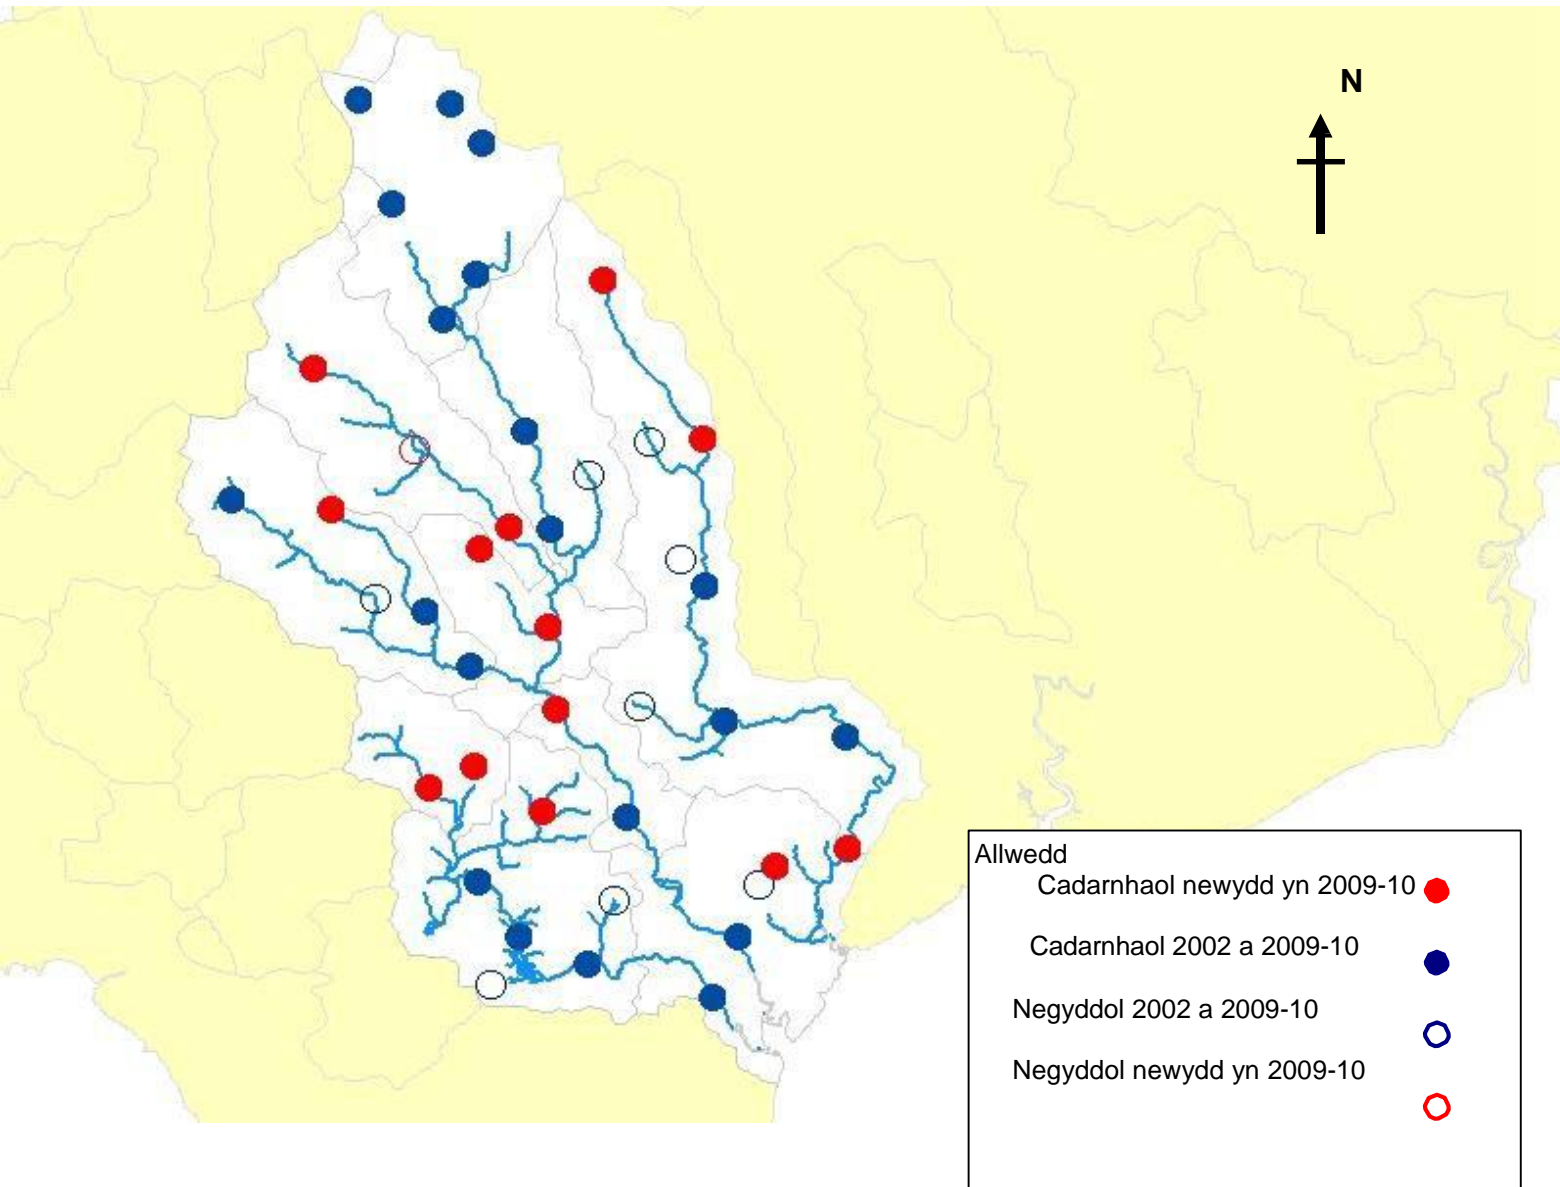 N
Allwedd
Cadarnhaol newydd yn 2009-10
Cadarnhaol 2002 a 2009-10
Negyddol 2002 a 2009-10
Negyddol newydd yn 2009-10